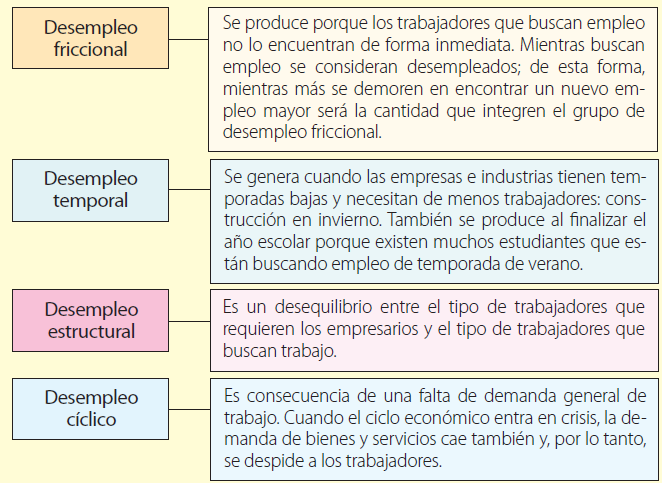 Desempleo
friccional
Se produce porque los trabajadores que buscan empleo
no lo encuentran de forma inmediata. Mientras buscan
empleo se consideran desempleados; de esta forma,
mientras más se demoren en encontrar un nuevo em-
pleo mayor será la cantidad que integren el grupo de
desempleo friccional.
Desempleo
temporal
Se genera cuando las empresas e industrias tienen tem-
poradas bajas y necesitan de menos trabajadores: cons-
trucción en invierno. También se produce al finalizar el
año escolar porque existen muchos estudiantes que es-
tán buscando empleo de temporada de verano.
Desempleo
estructural
Es un desequilibrio entre el tipo de trabajadores que
requieren los empresarios y el tipo de trabajadores que
buscan trabajo.
Desempleo
cíclico
Es consecuencia de una falta de demanda general de
trabajo. Cuando el ciclo económico entra en crisis, la de-
manda de bienes y servicios cae también y, por lo tanto,
se despide a los trabajadores.